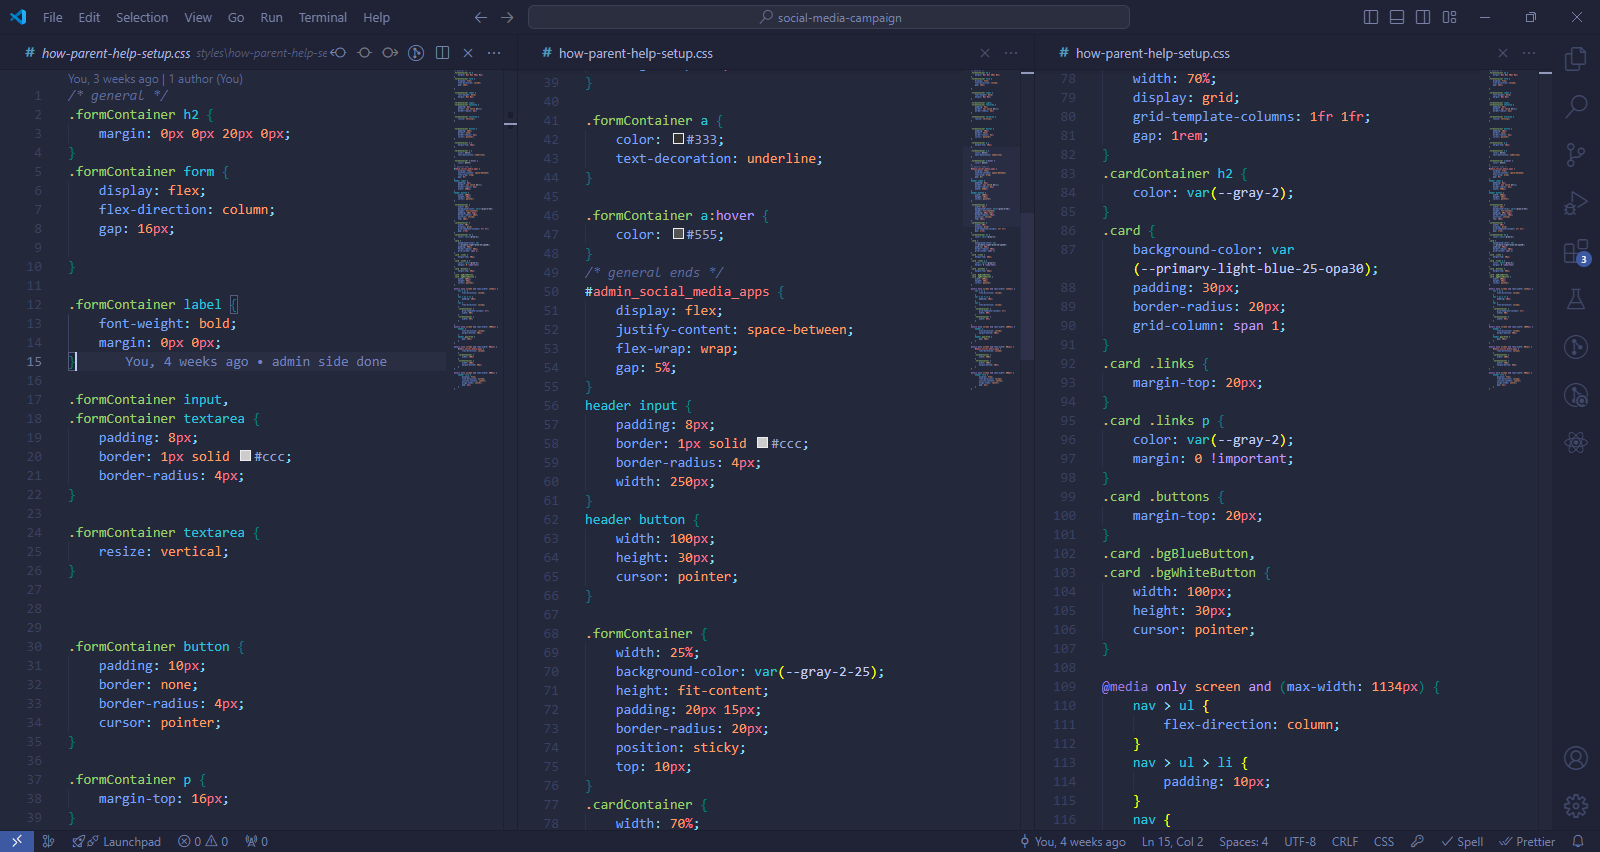 File Edit Selection View Go Run Terminal Help
social-media-campaign
# how-parent-help-setup.css styles\how-parent-help-se
You, 3 weeks ago | 1 author (You)
1 /* general */
2 .formContainer h2 {
3 margin: 0px 0px 20px 0px;
4 }
5 .formContainer form {
6 display: flex;
7 flex-direction: column;
8 gap: 16px;
9
10 }
11
12 .formContainer label {
13 font-weight: bold;
14 margin: 0px 0px;
15 } You, 4 weeks ago • admin side done
16
17 .formContainer input,
18 .formContainer textarea {
19 padding: 8px;
20 border: 1px solid #ccc;
21 border-radius: 4px;
22 }
23
24 .formContainer textarea {
25 resize: vertical;
26 }
27
28
29
30 .formContainer button {
31 padding: 10px;
32 border: none;
33 border-radius: 4px;
34 cursor: pointer;
35 }
36
37 .formContainer p {
38 margin-top: 16px;
39 }
# how-parent-help-setup.css
39 }
40
41 .formContainer a {
42 color: #333;
43 text-decoration: underline;
44 }
45
46 .formContainer a:hover {
47 color: #555;
48 }
49 /* general ends */
50 #admin_social_media_apps {
51 display: flex;
52 justify-content: space-between;
53 flex-wrap: wrap;
54 gap: 5%;
55 }
56 header input {
57 padding: 8px;
58 border: 1px solid #ccc;
59 border-radius: 4px;
60 width: 250px;
61 }
62 header button {
63 width: 100px;
64 height: 30px;
65 cursor: pointer;
66 }
67
68 .formContainer {
69 width: 25%;
70 background-color: var(--gray-2-25);
71 height: fit-content;
72 padding: 20px 15px;
73 border-radius: 20px;
74 position: sticky;
75 top: 10px;
76 }
77 .cardContainer {
78 width: 70%;
# how-parent-help-setup.css
78 width: 70%;
79 display: grid;
80 grid-template-columns: 1fr 1fr;
81 gap: 1rem;
82 }
83 .cardContainer h2 {
84 color: var(--gray-2);
85 }
86 .card {
87 background-color: var
(--primary-light-blue-25-opa30);
88 padding: 30px;
89 border-radius: 20px;
90 grid-column: span 1;
91 }
92 .card .links {
93 margin-top: 20px;
94 }
95 .card .links p {
96 color: var(--gray-2);
97 margin: 0 !important;
98 }
99 .card .buttons {
100 margin-top: 20px;
101 }
102 .card .bgBlueButton,
103 .card .bgWhiteButton {
104 width: 100px;
105 height: 30px;
106 cursor: pointer;
107 }
108
109 @media only screen and (max-width: 1134px) {
110 nav > ul {
111 flex-direction: column;
112 }
113 nav > ul > li {
114 padding: 10px;
115 }
116 nav {
3
Launchpad 0 0 0
You, 4 weeks ago Ln 15, Col 2 Spaces: 4 UTF-8 CRLF CSS Spell Prettier